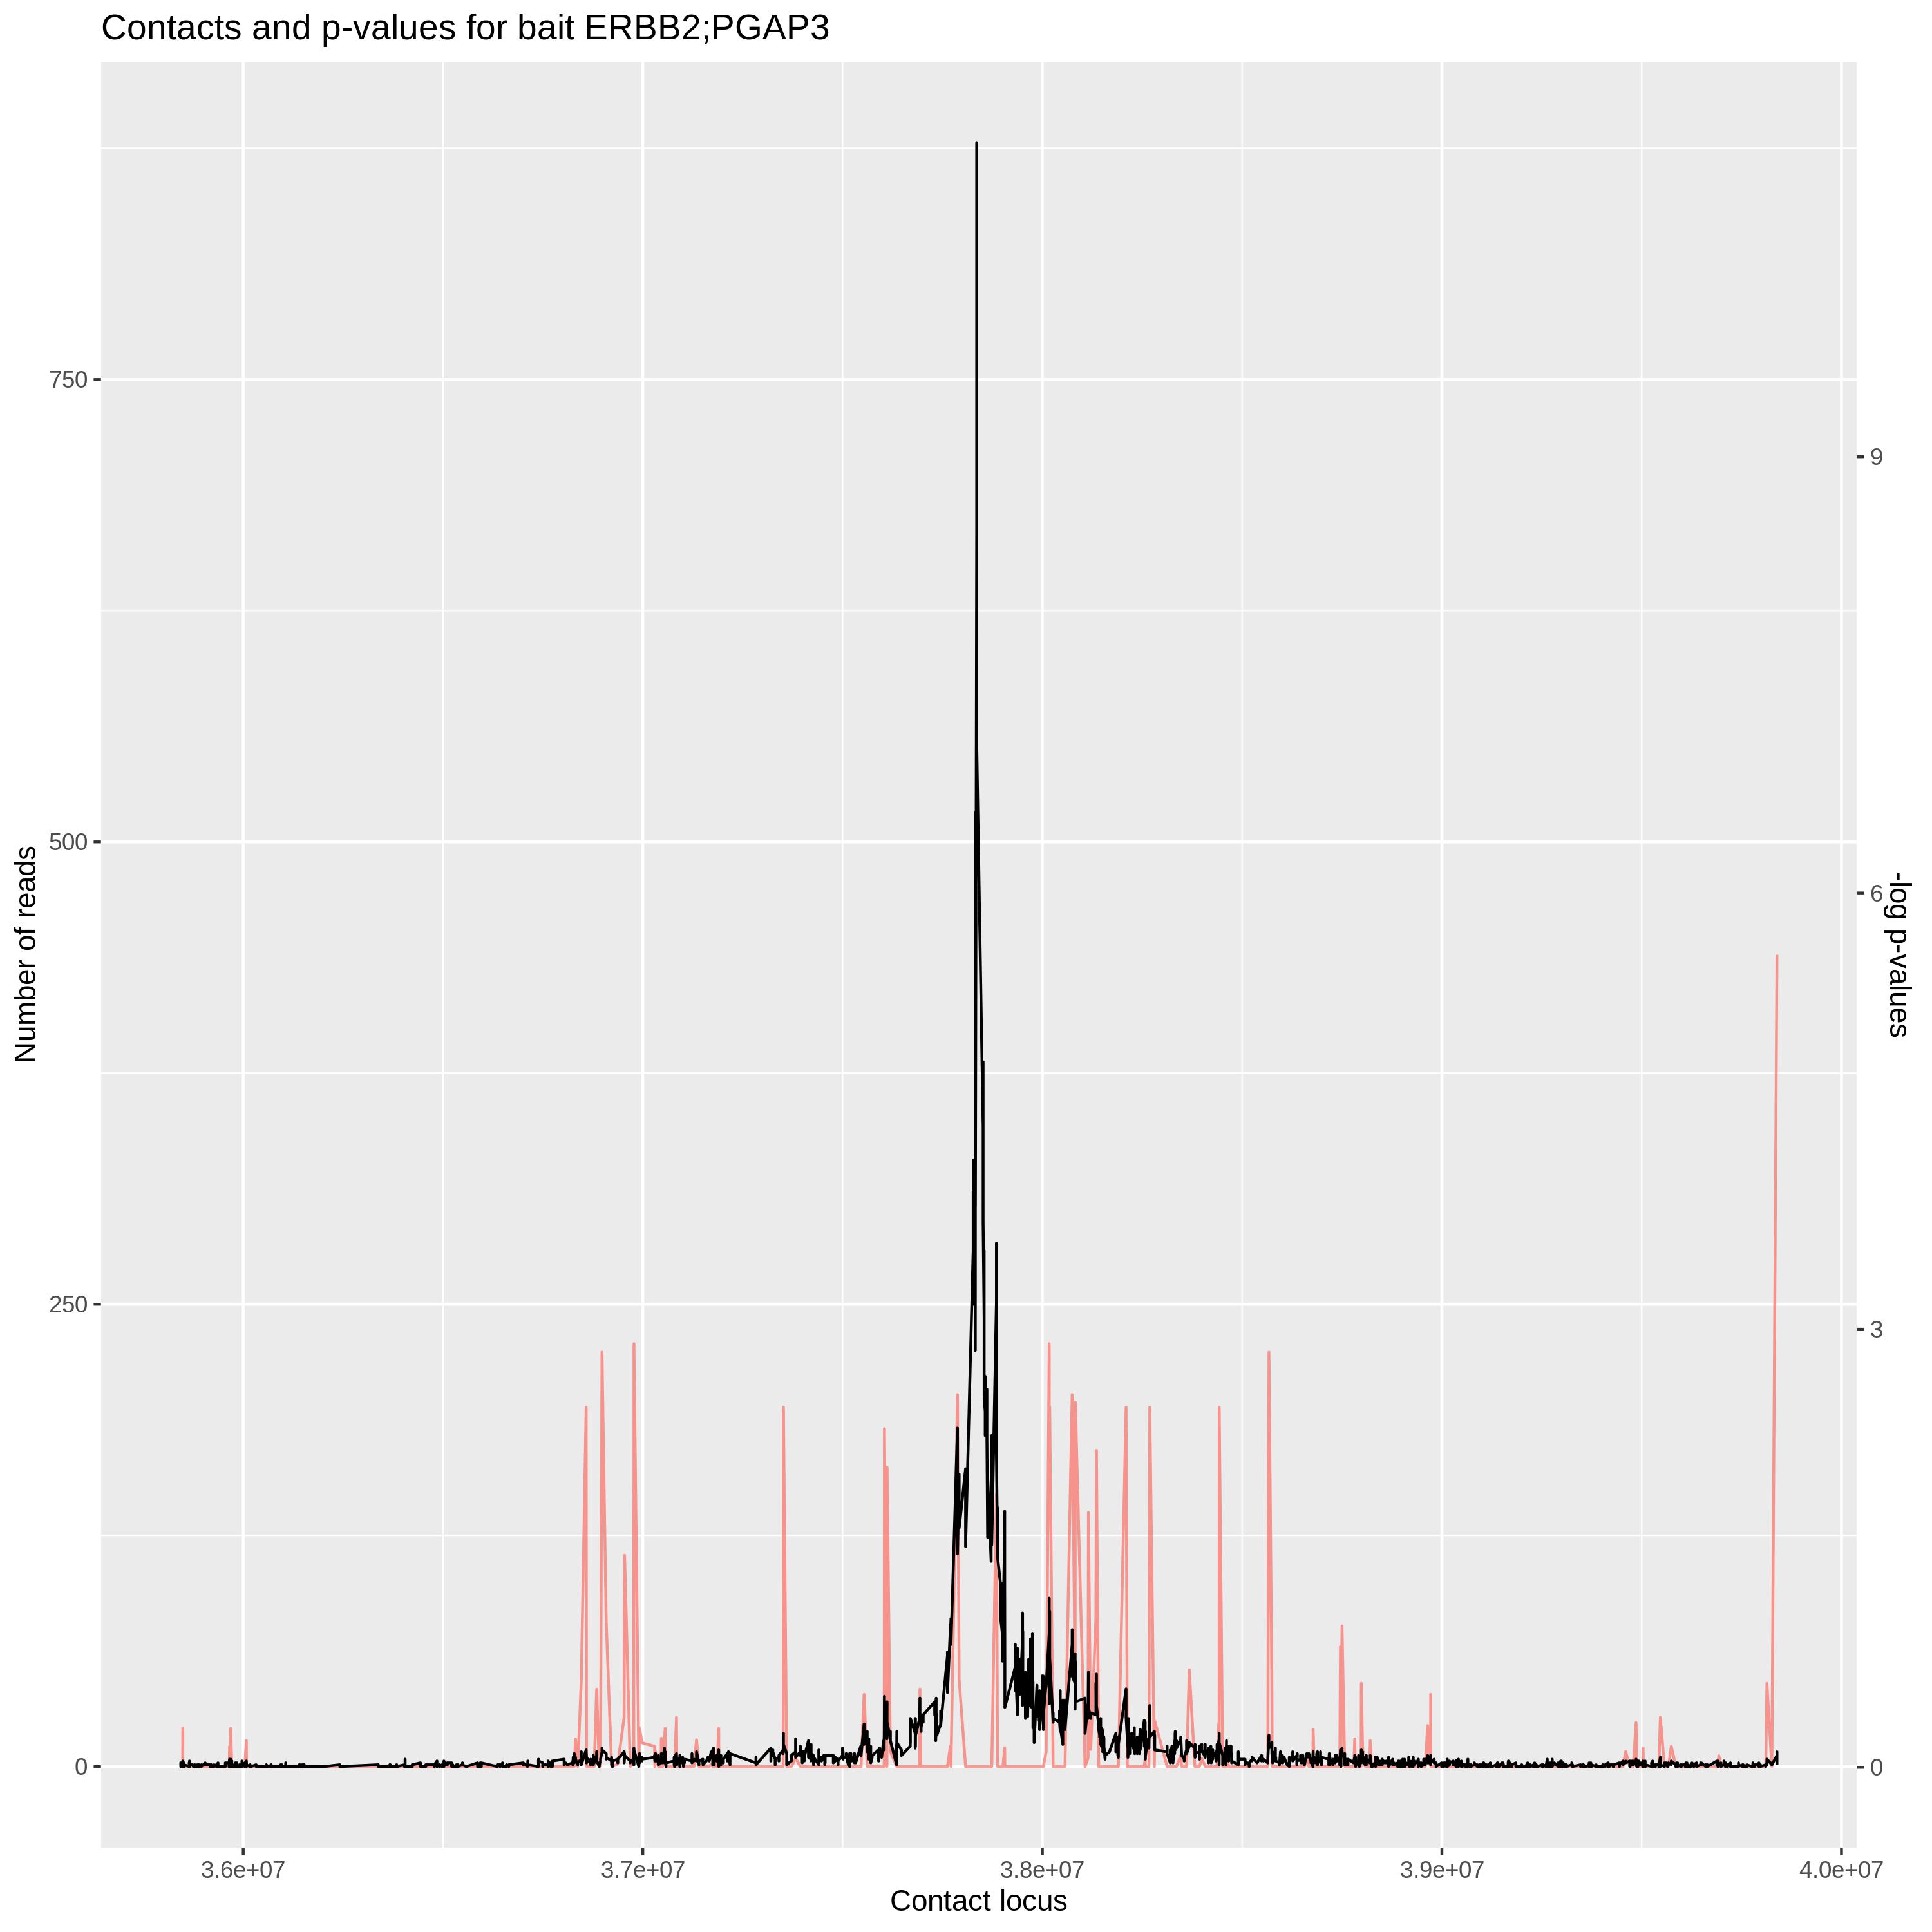 Contacts and p-values for bait ERBB2;PGAP3
Number of reads
750
500
250
0
9
6
3
0
-log p-values
3.6e+07
3.7e+07
3.8e+07
3.9e+07
4.0e+07
Contact locus